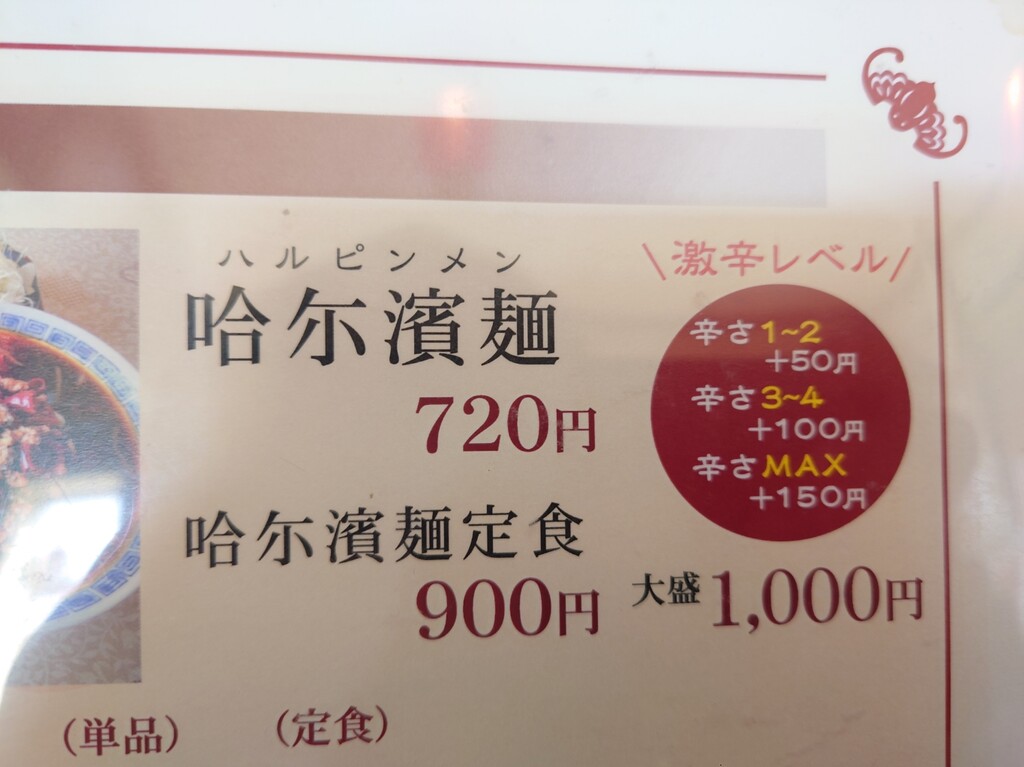 ハルピンメン
哈尓濱麺
720円
\激辛レベル/
辛さ1~2
+50円
辛さ3~4
+100円
辛さMAX
+150円
哈尓濱麺定食
900円
大盛1,000円
(単品) (定食)